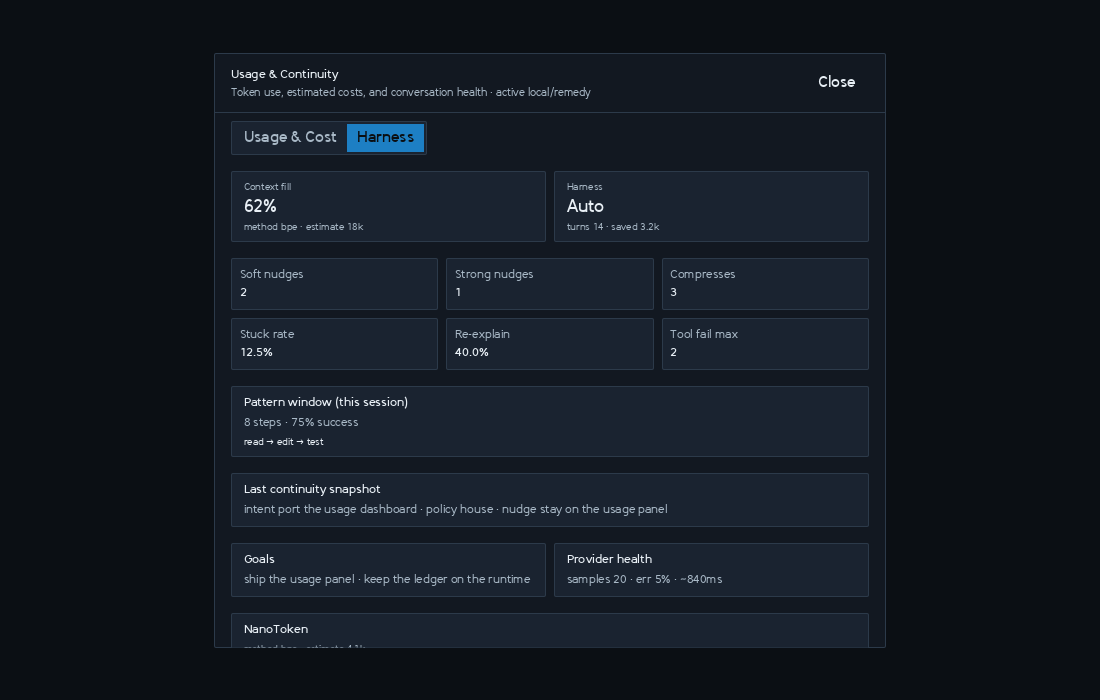 Usage & Continuity
Token use, estimated costs, and conversation health · active local/remedy
Close
Usage & Cost
Harness
Context fill
62%
method bpe · estimate 18k
Harness
Auto
turns 14 · saved 3.2k
Soft nudges
2
Strong nudges
1
Compresses
3
Stuck rate
12.5%
Re-explain
40.0%
Tool fail max
2
Pattern window (this session)
8 steps · 75% success
read → edit → test
Last continuity snapshot
intent port the usage dashboard · policy house · nudge stay on the usage panel
Goals
ship the usage panel · keep the ledger on the runtime
Provider health
samples 20 · err 5% · ~840ms
NanoToken
method bpe · estimate